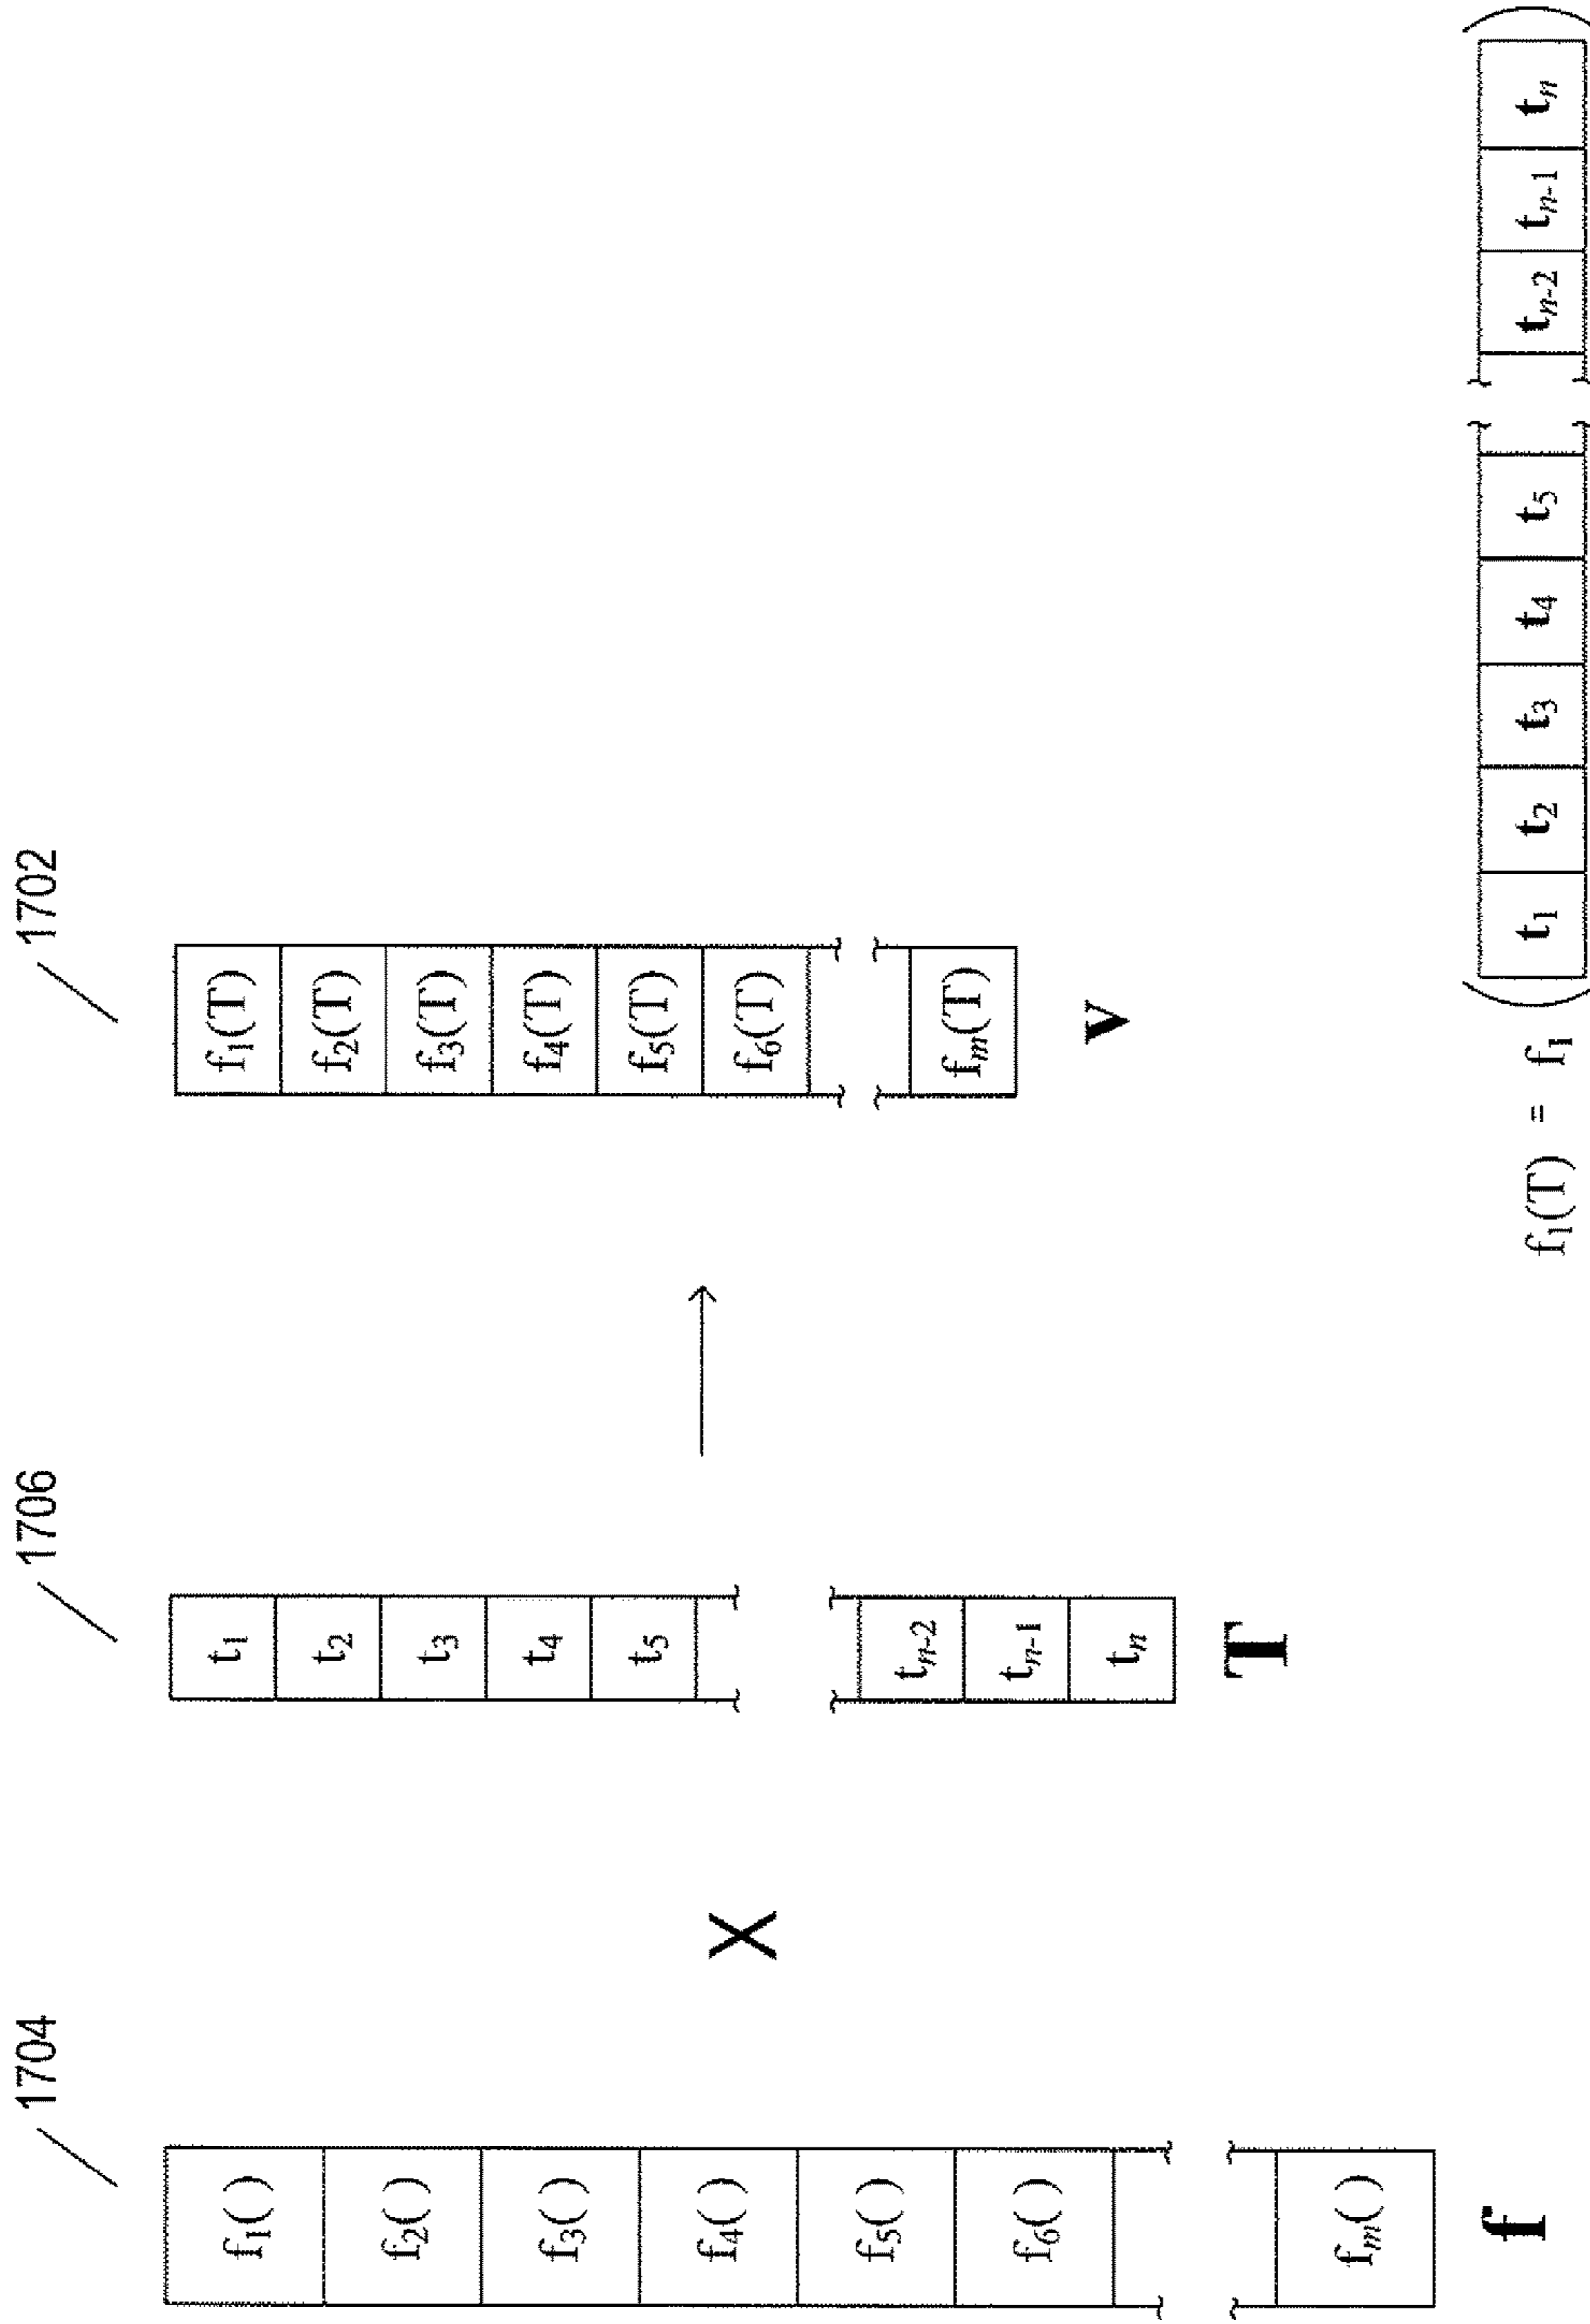 1704
f₁( )
f₂( )
f₃( )
f₄( )
f₅( )
f₆( )
fₘ( )
f
X
1706
t₁
t₂
t₃
t₄
t₅
tₙ₋₂
tₙ₋₁
tₙ
T
1702
f₁(T)
f₂(T)
f₃(T)
f₄(T)
f₅(T)
f₆(T)
fₘ(T)
v
f₁(T) = f₁ ( t₁ t₂ t₃ t₄ t₅ tₙ₋₂ tₙ₋₁ tₙ )